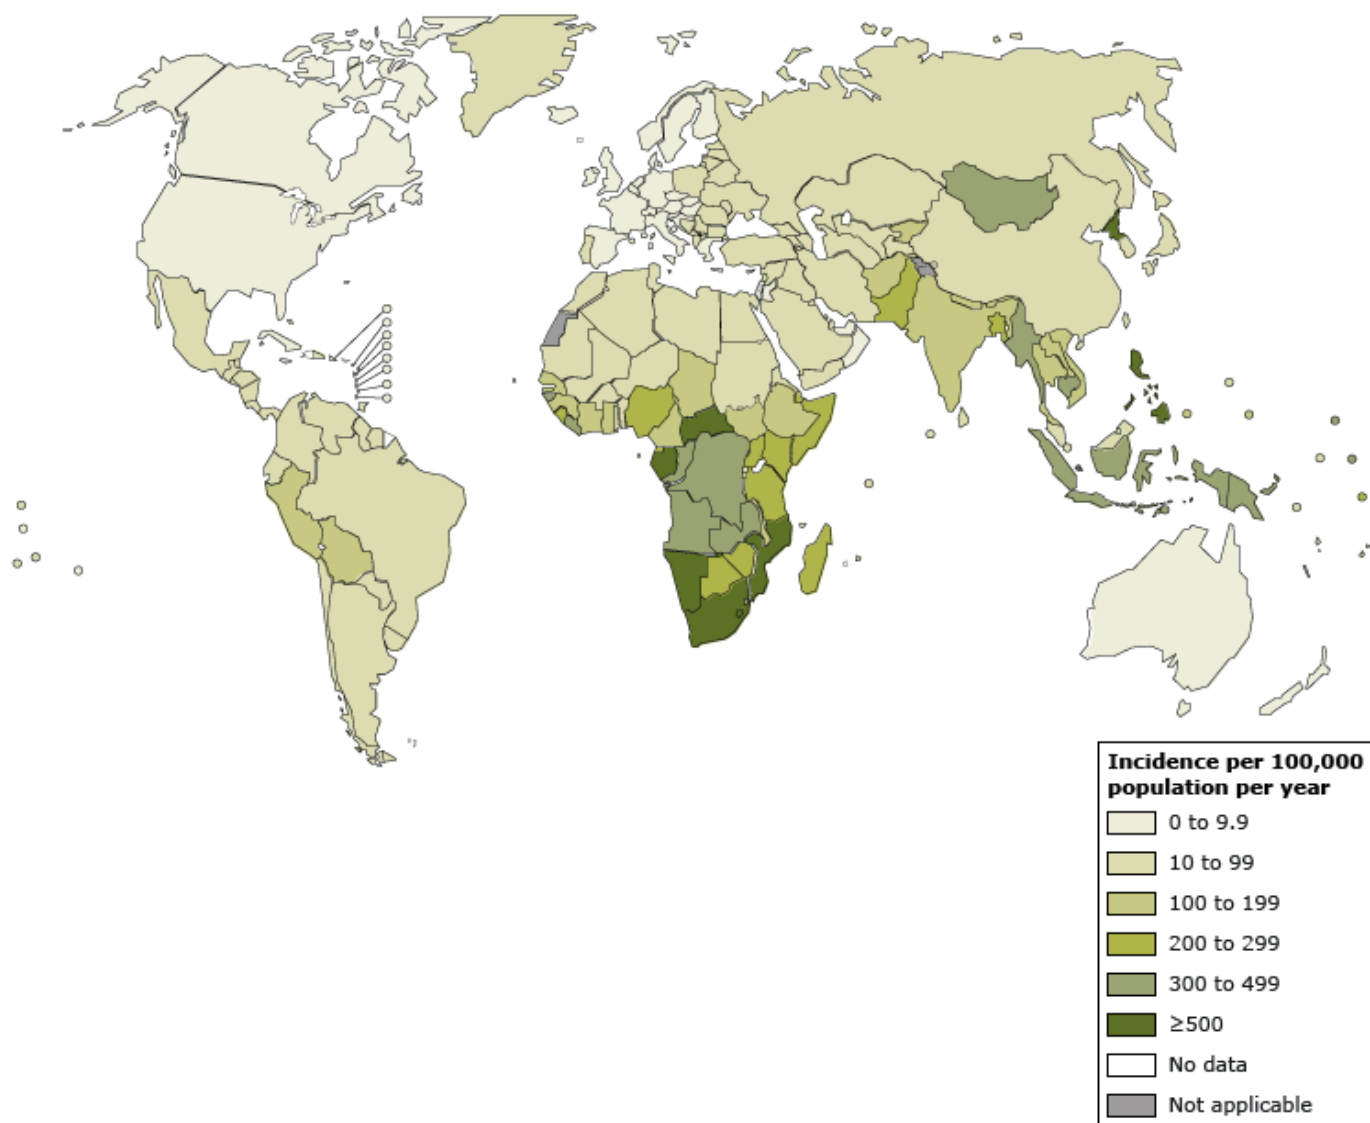 Incidence per 100,000
population per year
0 to 9.9
10 to 99
100 to 199
200 to 299
300 to 499
≥500
No data
Not applicable